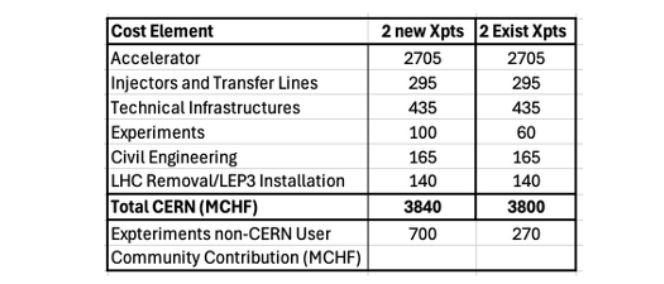 Cost Element 2 new Xpts 2 Exist Xpts
Accelerator 2705 2705
Injectors and Transfer Lines 295 295
Technical Infrastructures 435 435
Experiments 100 60
Civil Engineering 165 165
LHC Removal/LEP3 Installation 140 140
Total CERN (MCHF) 3840 3800
Expteriments non-CERN User 700 270
Community Contribution (MCHF)